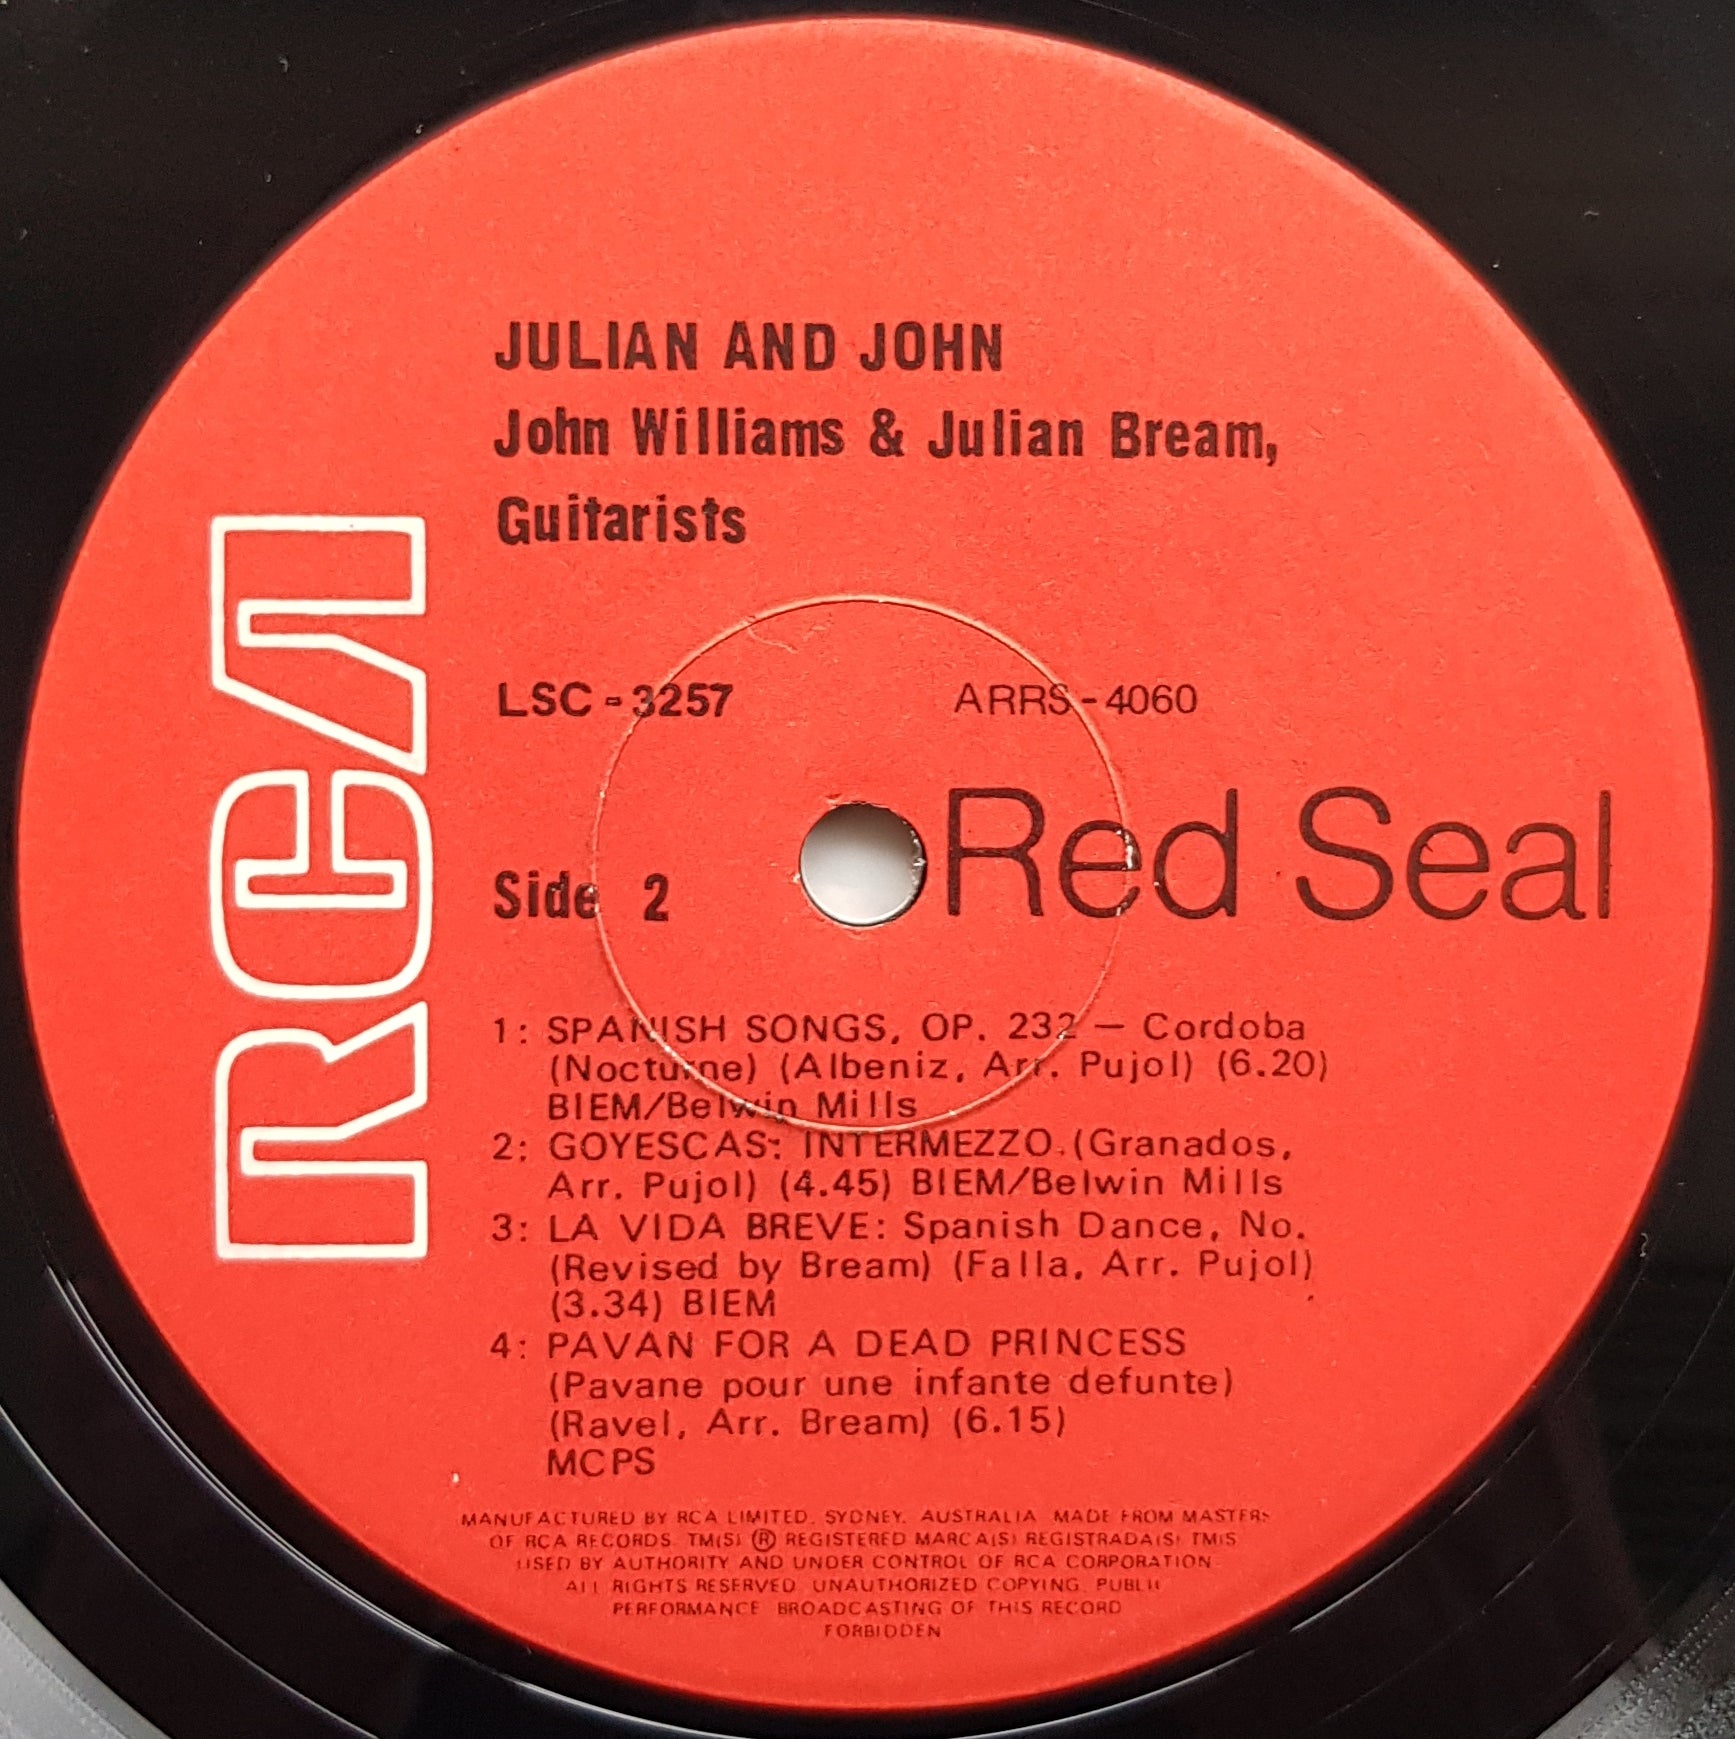 JULIAN AND JOHN
John Williams & Julian Bream,
Guitarists
RCA
LSC-3257 ARRS-4060
Side 2 Red Seal
1: SPANISH SONGS, OP. 232 — Cordoba
(Nocturne) (Albeniz, Arr. Pujol) (6.20)
BIEM/Belwin Mills
2: GOYESCAS: INTERMEZZO (Granados,
Arr. Pujol) (4.45) BIEM/Belwin Mills
3: LA VIDA BREVE: Spanish Dance, No.
(Revised by Bream) (Falla, Arr. Pujol)
(3.34) BIEM
4: PAVAN FOR A DEAD PRINCESS
(Pavane pour une infante defunte)
(Ravel, Arr. Bream) (6.15)
MCPS
MANUFACTURED BY RCA LIMITED. SYDNEY. AUSTRALIA MADE FROM MASTERS
OF RCA RECORDS. TM(S) ® REGISTERED MARCA(S) REGISTRADA(S) TM'S
USED BY AUTHORITY AND UNDER CONTROL OF RCA CORPORATION
ALL RIGHTS RESERVED UNAUTHORIZED COPYING. PUBLIC
PERFORMANCE BROADCASTING OF THIS RECORD
FORBIDDEN